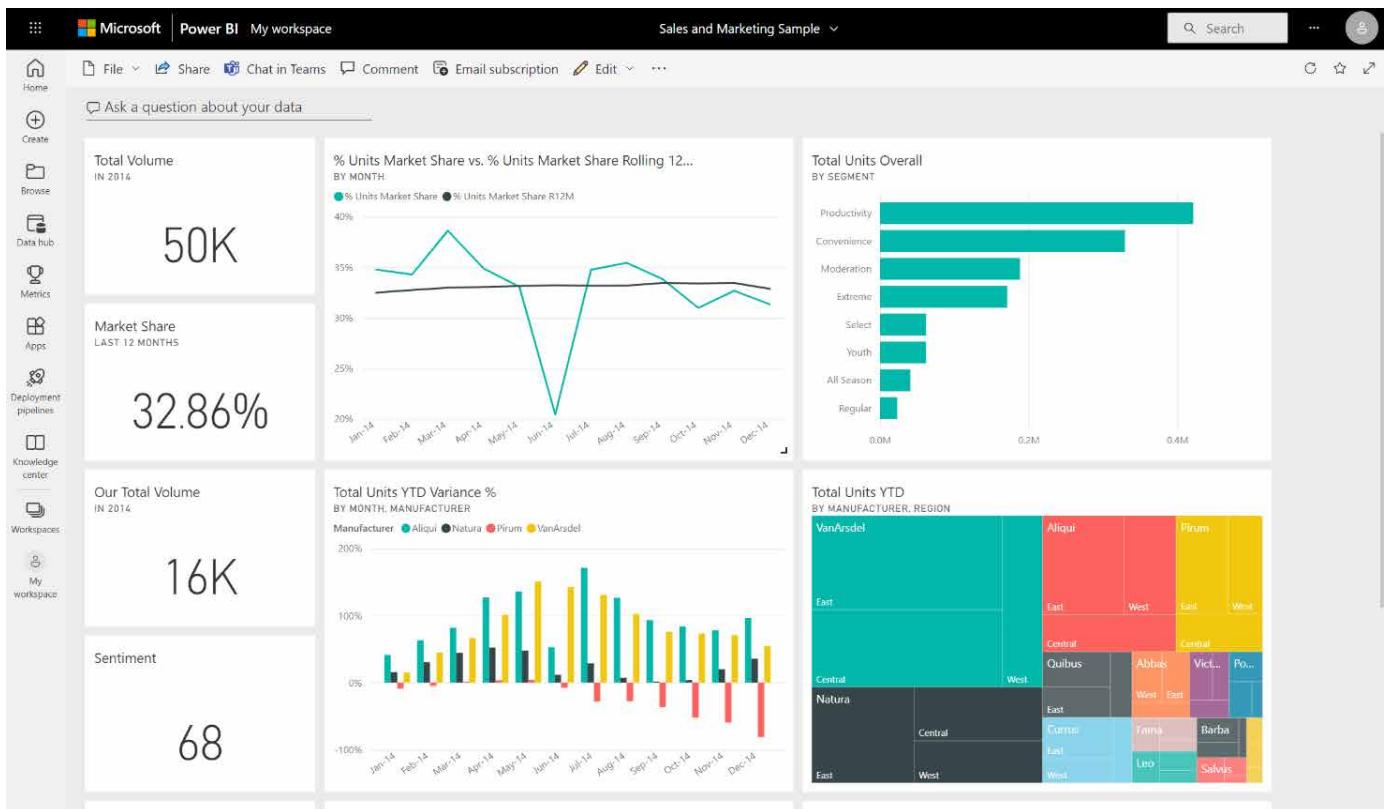 Microsoft Power BI My workspace
Sales and Marketing Sample
Search
Home
Create
Browse
Data hub
Metrics
Apps
Deployment
pipelines
Knowledge
center
Workspaces
My
workspace
File Share Chat in Teams Comment Email subscription Edit
Ask a question about your data
Total Volume
IN 2014
50K
Market Share
LAST 12 MONTHS
32.86%
Our Total Volume
IN 2014
16K
Sentiment
68
% Units Market Share vs. % Units Market Share Rolling 12...
BY MONTH
% Units Market Share % Units Market Share R12M
40%
35%
30%
25%
20%
Jan-14 Feb-14 Mar-14 Apr-14 May-14 Jun-14 Jul-14 Aug-14 Sep-14 Oct-14 Nov-14 Dec-14
Total Units Overall
BY SEGMENT
Productivity
Convenience
Moderation
Extreme
Select
Youth
All Season
Regular
0.0M 0.2M 0.4M
Total Units YTD Variance %
BY MONTH, MANUFACTURER
Manufacturer Aliqui Natura Pirum VanArsdel
200%
100%
0%
-100%
Jan-14 Feb-14 Mar-14 Apr-14 May-14 Jun-14 Jul-14 Aug-14 Sep-14 Oct-14 Nov-14 Dec-14
Total Units YTD
BY MANUFACTURER, REGION
VanArsdel
East
Central
West
Natura
East
Central
West
Aliqui
East
West
Central
Pirum
East
West
Central
Quibus
East
Abbas
West East
Vict...
Po...
Currus
East
West
Fama
Leo
Barba
Salvus